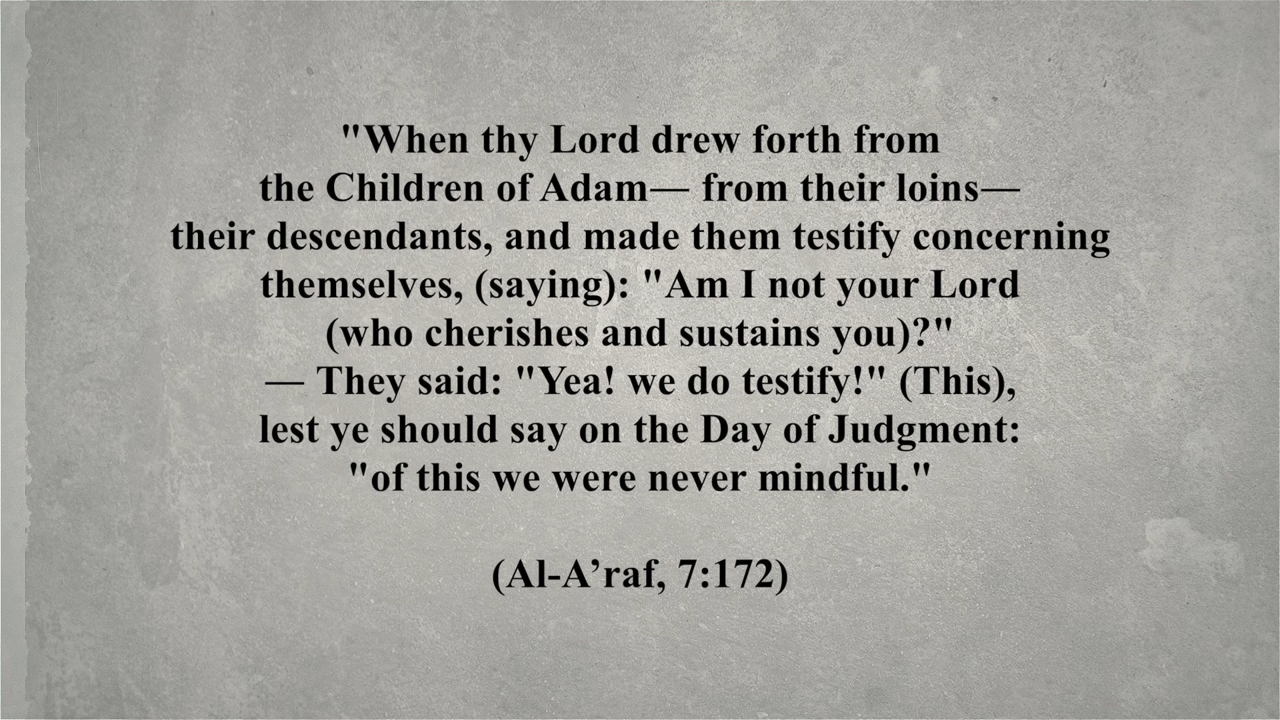 "When thy Lord drew forth from
the Children of Adam— from their loins—
their descendants, and made them testify concerning
themselves, (saying): "Am I not your Lord
(who cherishes and sustains you)?"
— They said: "Yea! we do testify!" (This),
lest ye should say on the Day of Judgment:
"of this we were never mindful."
(Al-A’raf, 7:172)